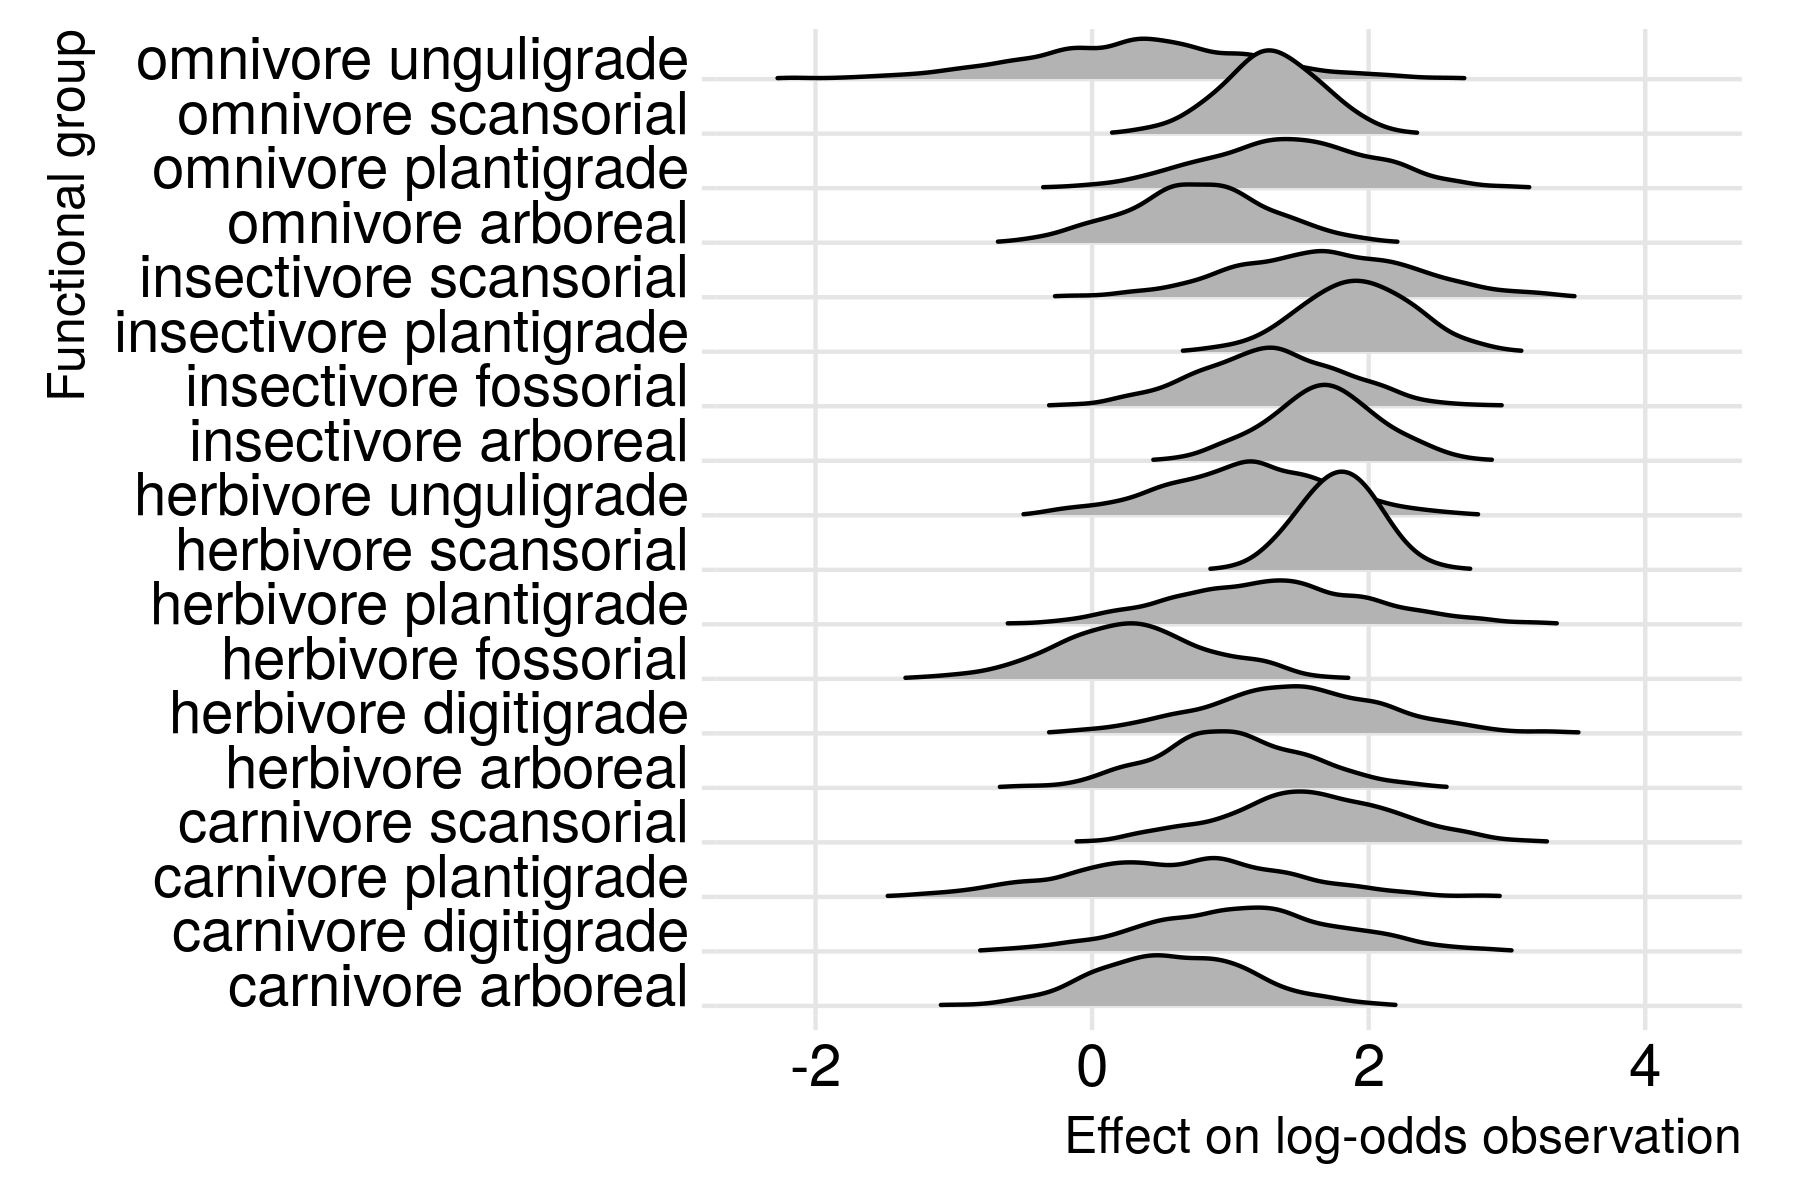 Functional group
omnivore unguligrade
omnivore scansorial
omnivore plantigrade
omnivore arboreal
insectivore scansorial
insectivore plantigrade
insectivore fossorial
insectivore arboreal
herbivore unguligrade
herbivore scansorial
herbivore plantigrade
herbivore fossorial
herbivore digitigrade
herbivore arboreal
carnivore scansorial
carnivore plantigrade
carnivore digitigrade
carnivore arboreal
-2 0 2 4
Effect on log-odds observation